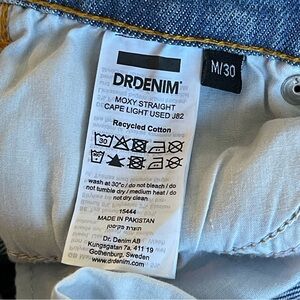 DRDENIM
M/30
MOXY STRAIGHT
CAPE LIGHT USED J82
Recycled Cotton
30
wash at 30°c / do not bleach / do
not tumble dry / medium heat / do
not dry clean
15444
MADE IN PAKISTAN
תוצרת פקיסטן
Dr. Denim AB
Kungsgatan 7a, 411 19
Gothenburg, Sweden
www.drdenim.com